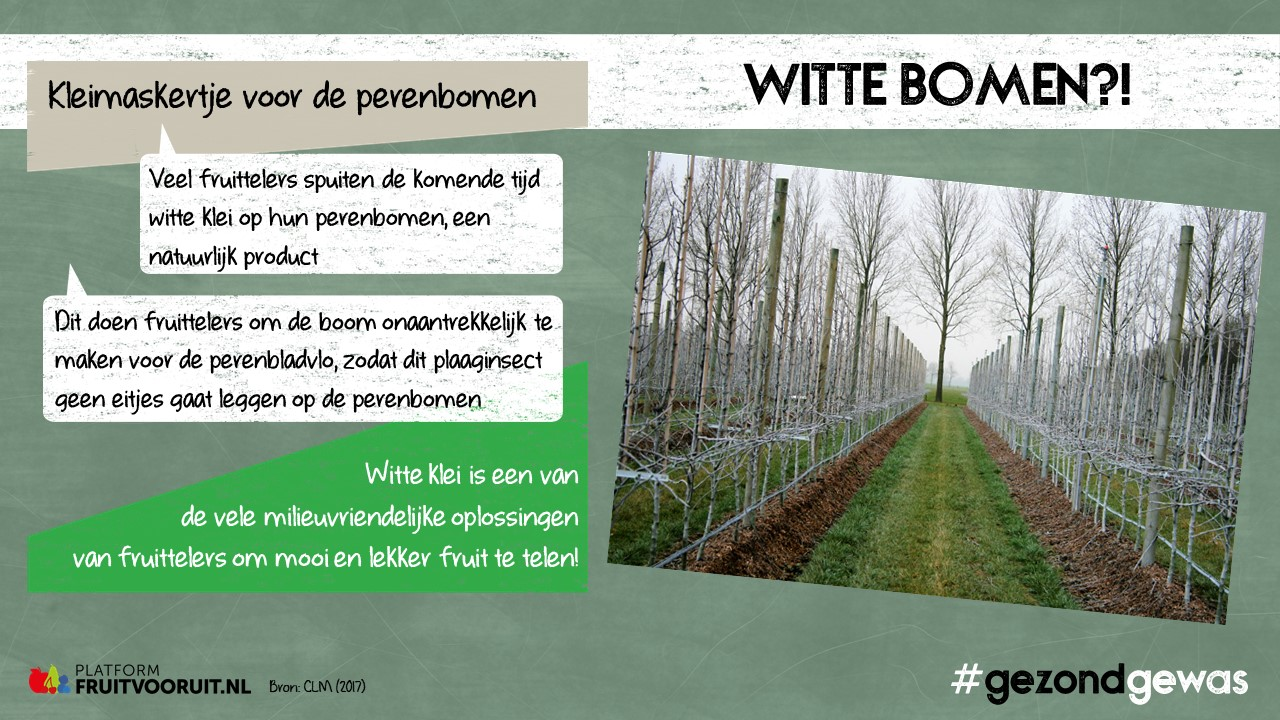 WITTE BOMEN?!
Kleimaskertje voor de perenbomen
Veel fruittelers spuiten de komende tijd
witte klei op hun perenbomen, een
natuurlijk product
Dit doen fruittelers om de boom onaantrekkelijk te
maken voor de perenbladvlo, zodat dit plaaginsect
geen eitjes gaat leggen op de perenbomen
Witte klei is een van
de vele milieuvriendelijke oplossingen
van fruittelers om mooi en lekker fruit te telen!
PLATFORM
FRUITVOORUIT.NL
Bron: CLM (2017)
#gezondgewas